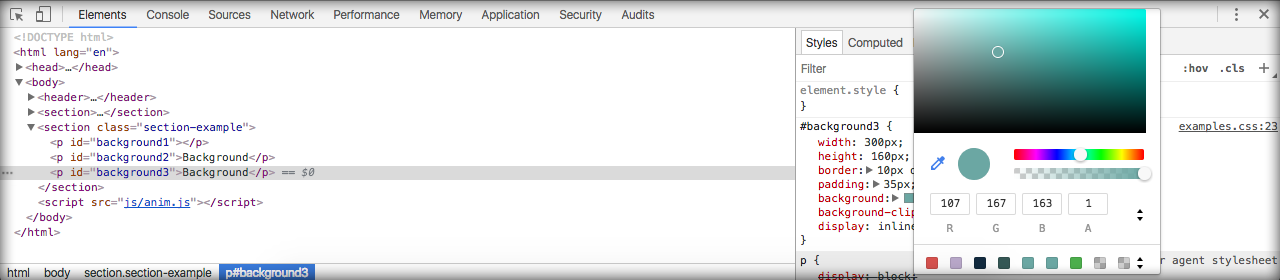 Elements Console Sources Network Performance Memory Application Security Audits
<!DOCTYPE html>
<html lang="en">
<head>…</head>
<body>
<header>…</header>
<section>…</section>
<section class="section-example">
<p id="background1"></p>
<p id="background2">Background</p>
… <p id="background3">Background</p> == $0
</section>
<script src="js/anim.js"></script>
</body>
</html>
html body section.section-example p#background3
Styles Computed
Filter :hov .cls +
element.style {
}
#background3 { examples.css:23
width: 300px;
height: 160px;
border: 10px
padding: 35px;
background:
background-clip
display: inline
}
p { agent stylesheet
display: block;
107 167 163 1
R G B A